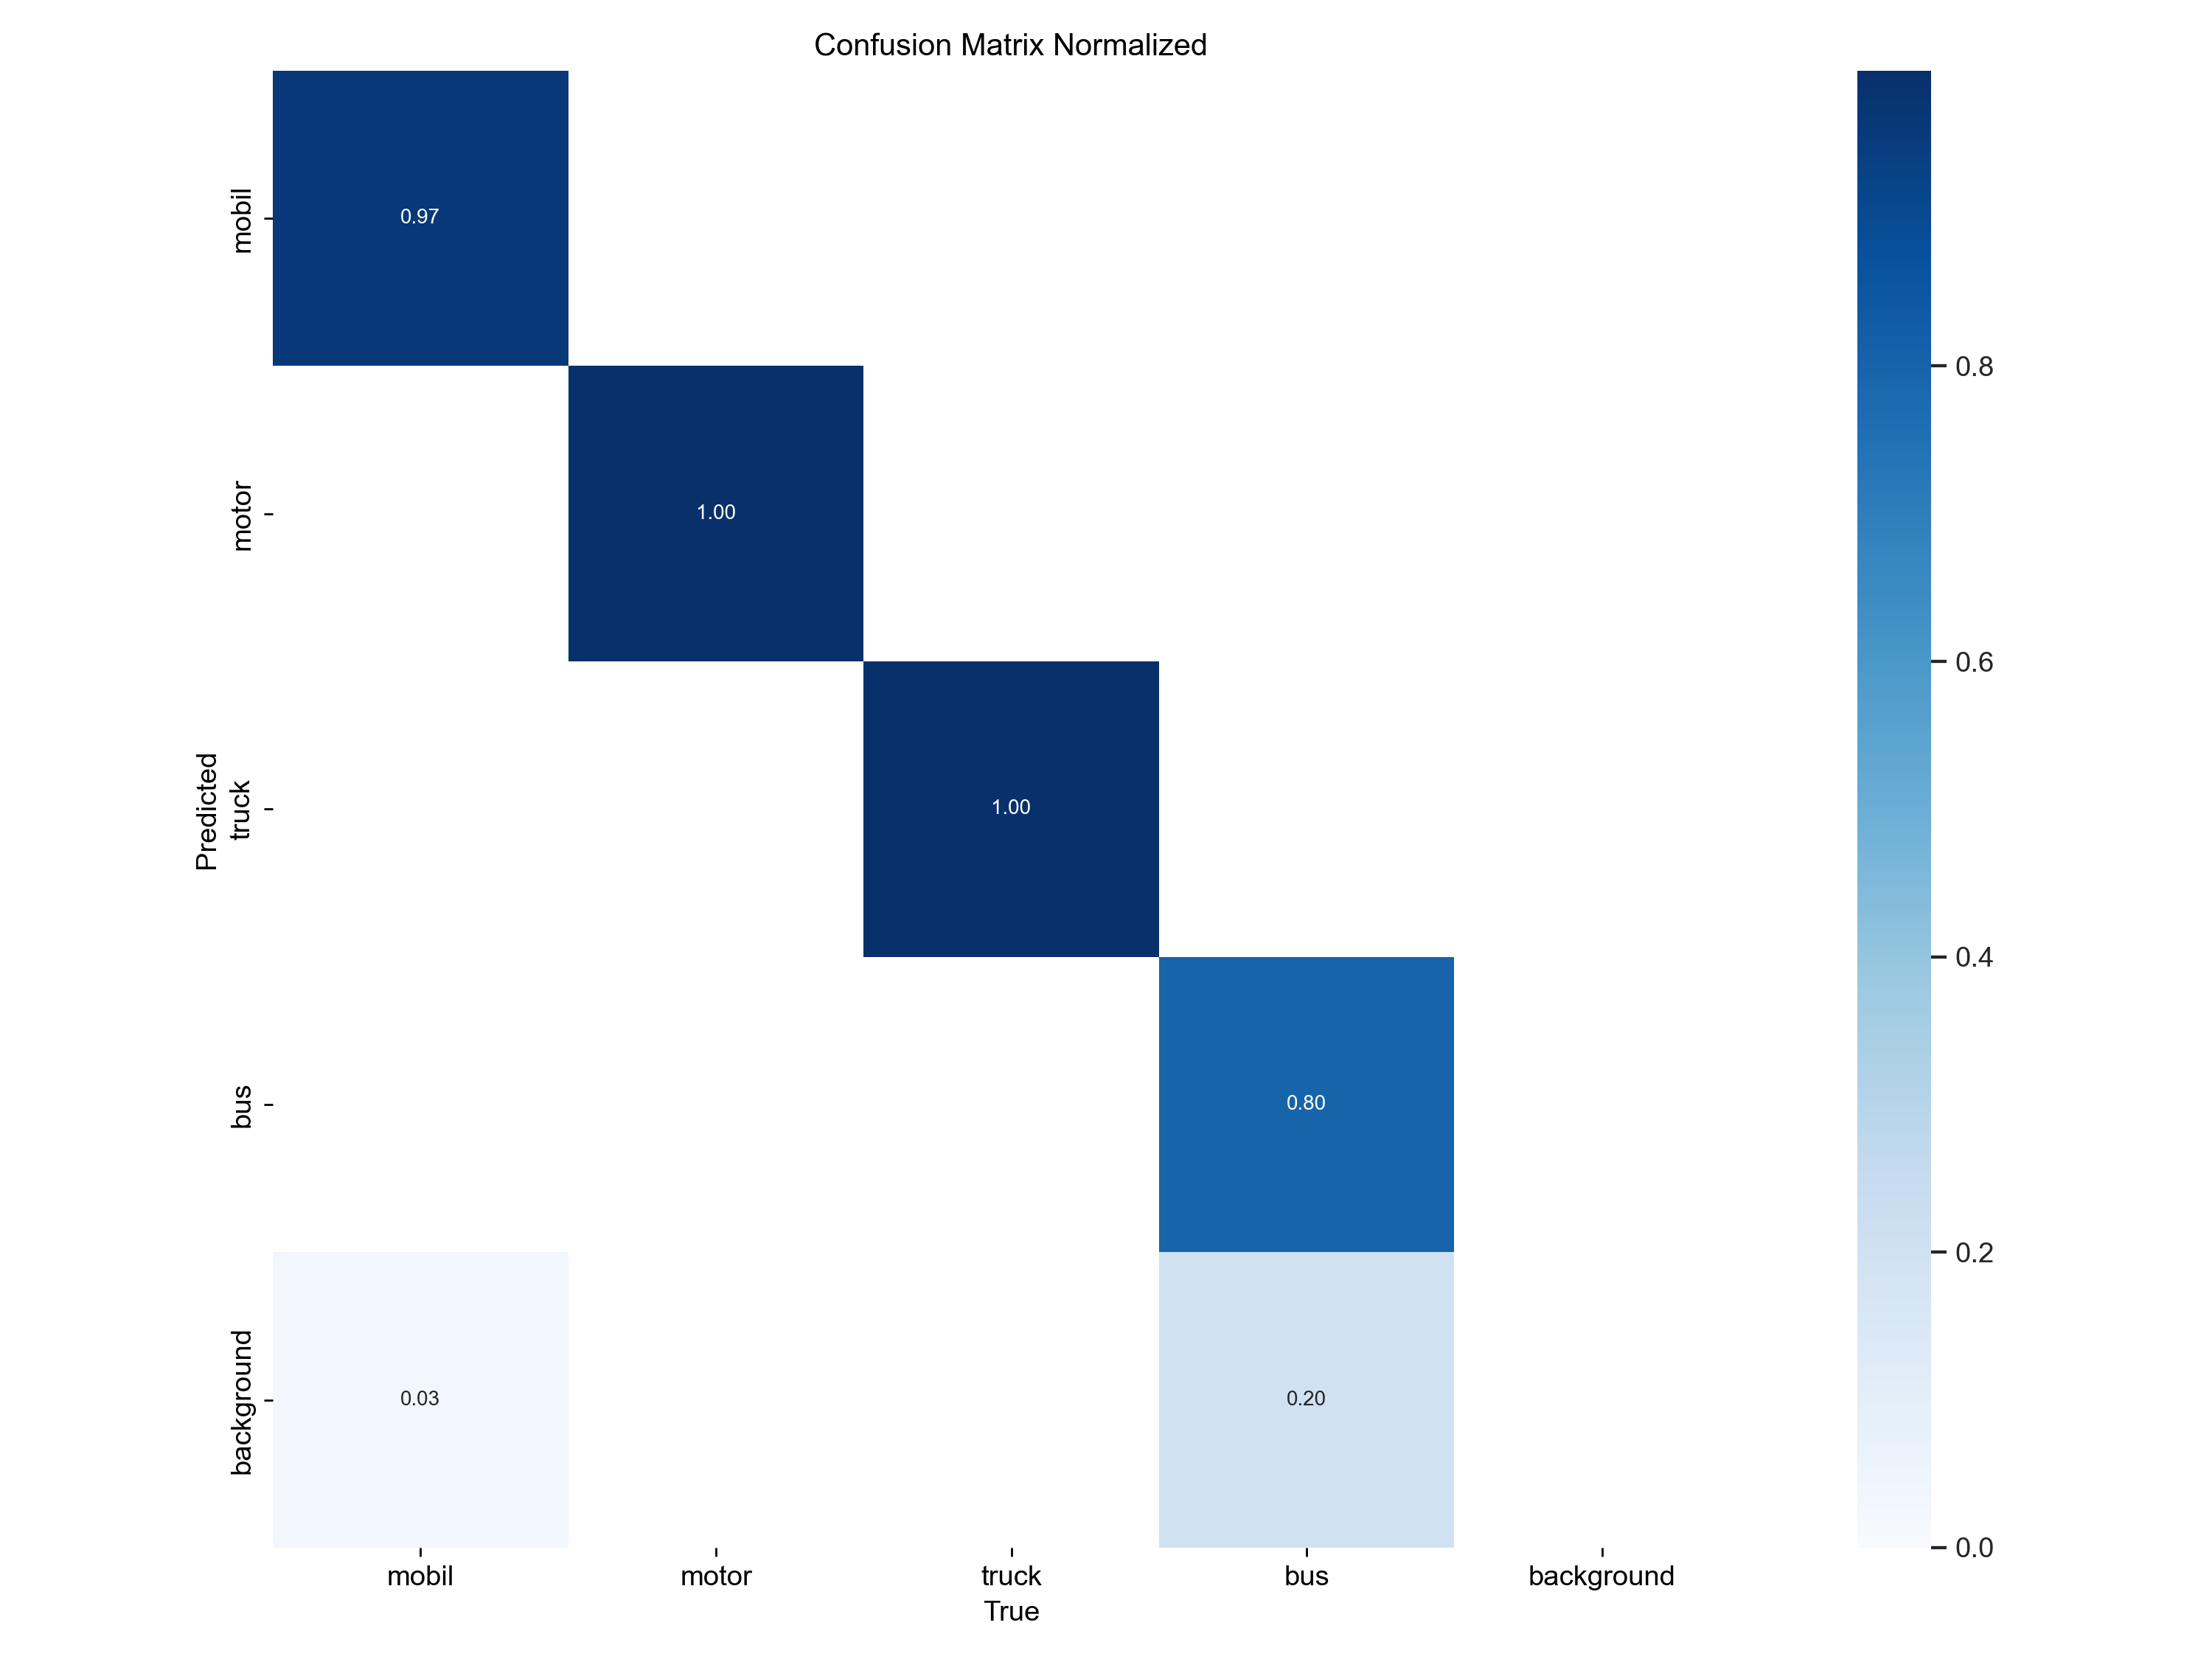 Confusion Matrix Normalized
mobil
0.97
motor
1.00
Predicted
truck
1.00
bus
0.80
background
0.03
0.20
mobil
motor
truck
bus
background
True
0.8
0.6
0.4
0.2
0.0